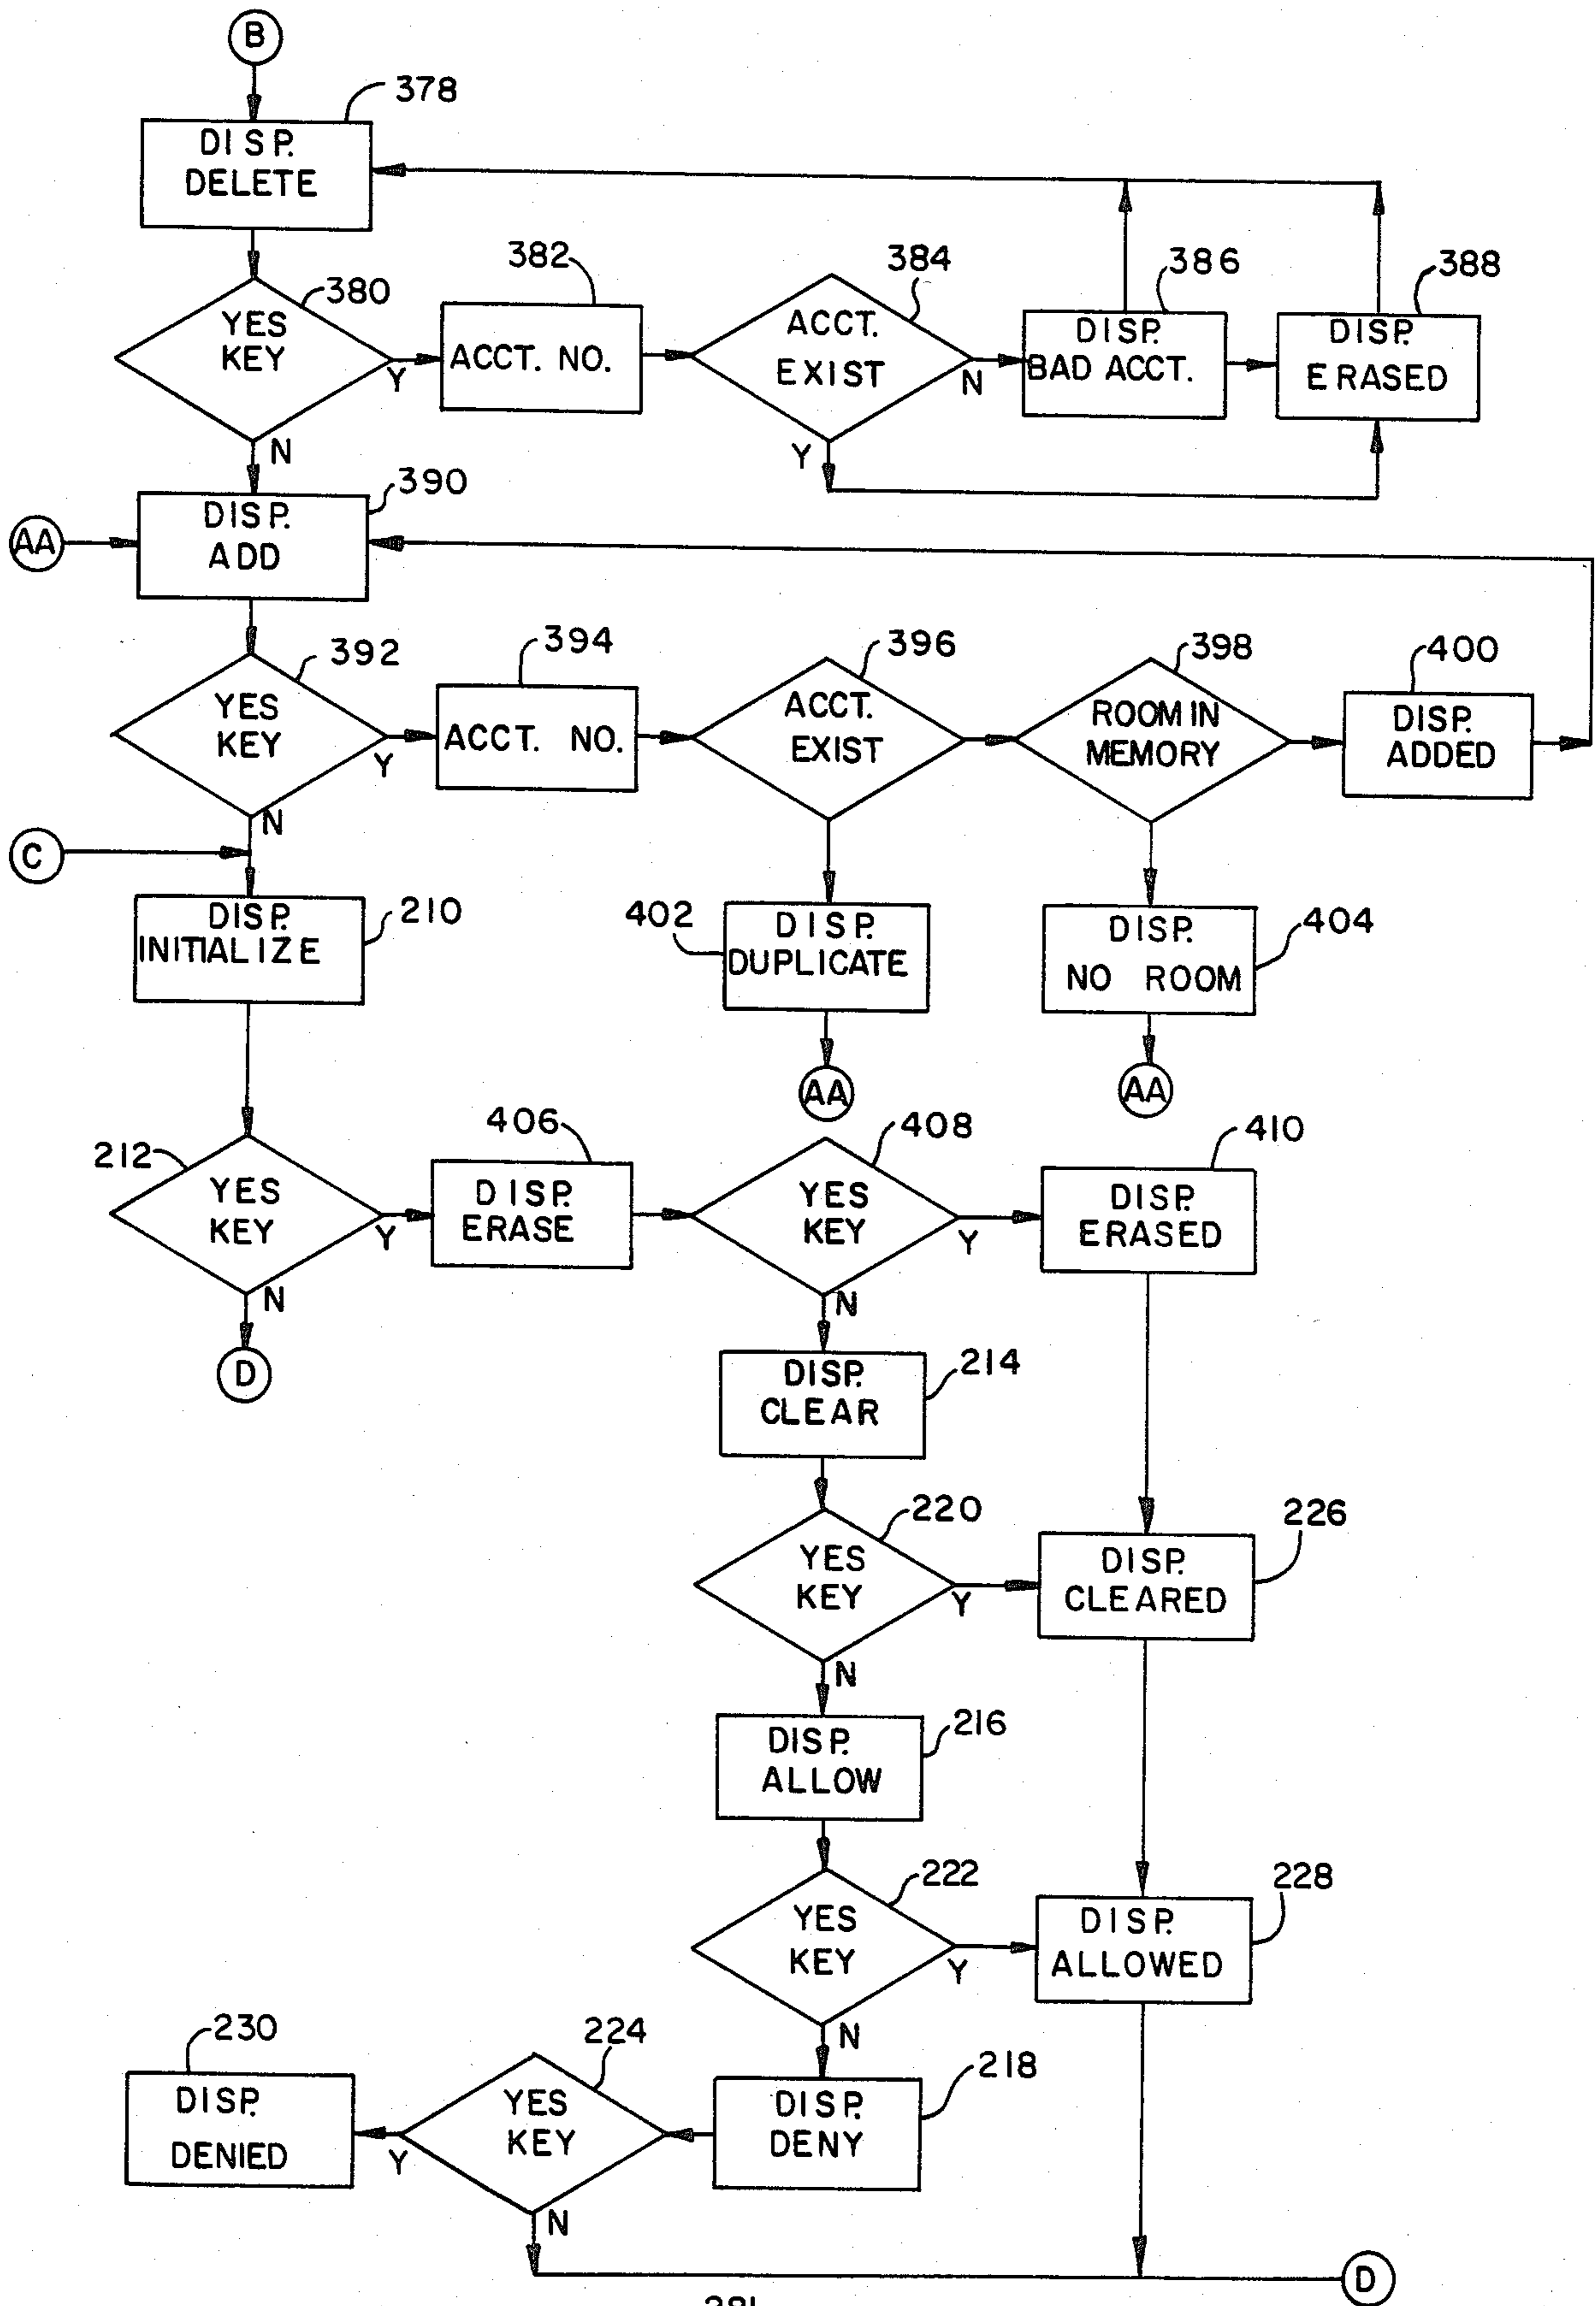 B
378
DISP.
DELETE
380
YES
KEY
Y
N
382
ACCT. NO.
384
ACCT.
EXIST
N
Y
386
DISP.
BAD ACCT.
388
DISP.
ERASED
AA
390
DISP.
ADD
392
YES
KEY
Y
N
394
ACCT. NO.
396
ACCT.
EXIST
398
ROOM IN
MEMORY
400
DISP.
ADDED
C
DISP.
INITIALIZE
210
402
DISP.
DUPLICATE
AA
DISP.
NO ROOM
404
AA
212
YES
KEY
Y
N
D
406
DISP.
ERASE
408
YES
KEY
Y
N
410
DISP.
ERASED
DISP.
CLEAR
214
220
YES
KEY
Y
N
226
DISP.
CLEARED
216
DISP.
ALLOW
222
YES
KEY
Y
N
228
DISP.
ALLOWED
230
DISP.
DENIED
224
YES
KEY
Y
N
218
DISP.
DENY
D